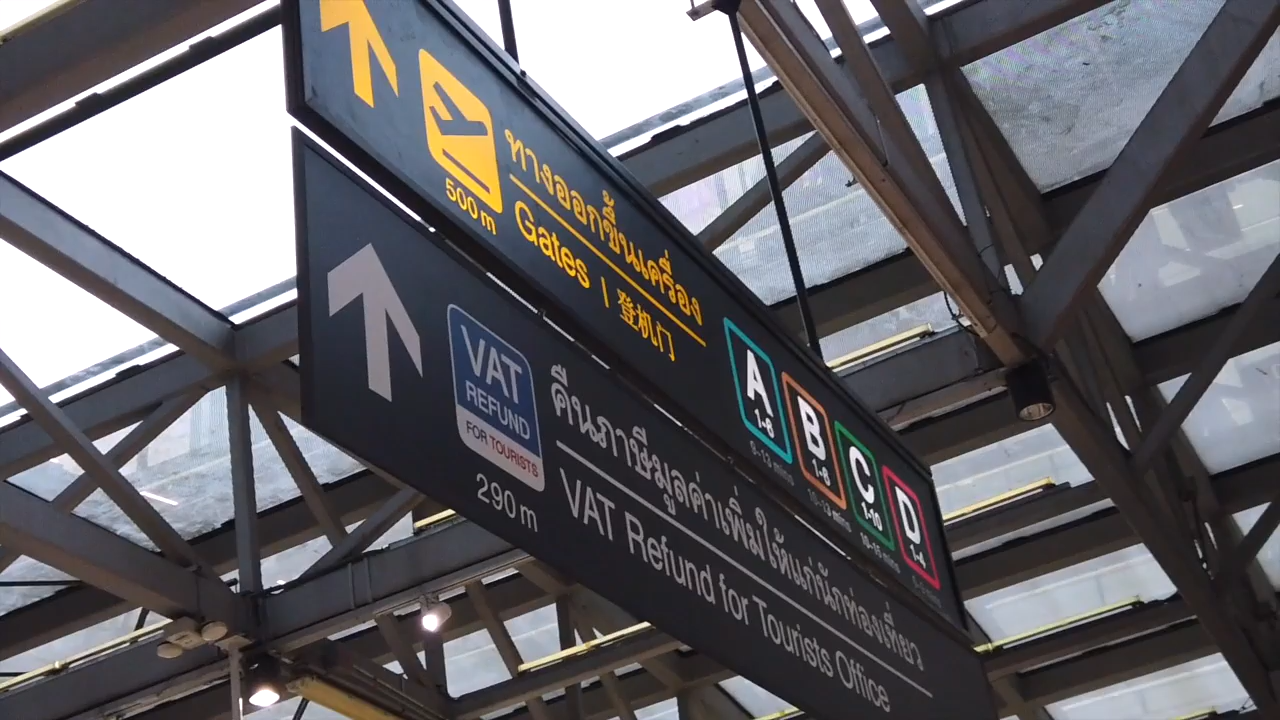 500 m
ทางออกขึ้นเครื่อง
Gates | 登机门
A
1-6
B
1-8
C
1-10
D
1-4
VAT
REFUND
FOR TOURISTS
290 m
คืนภาษีมูลค่าเพิ่มให้แก่นักท่องเที่ยว
VAT Refund for Tourists Office